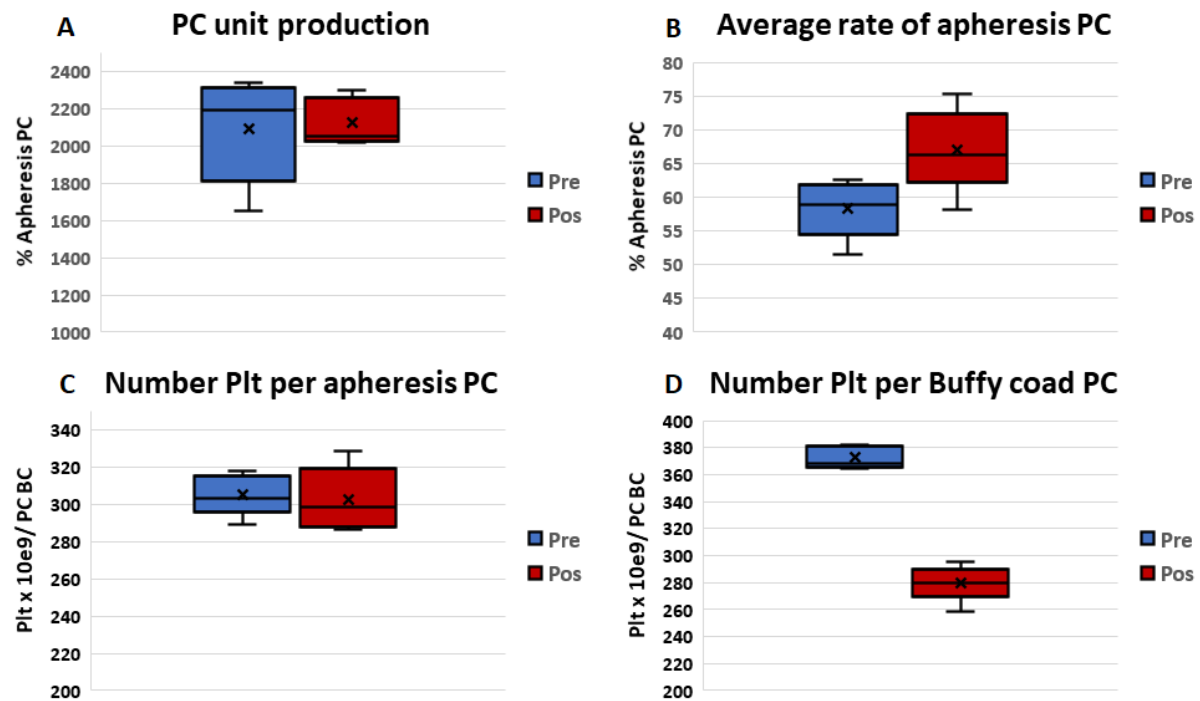 A PC unit production
% Apheresis PC
2400
2200
2000
1800
1600
1400
1200
1000
Pre
Pos
B Average rate of apheresis PC
% Apheresis PC
80
75
70
65
60
55
50
45
40
Pre
Pos
C Number Plt per apheresis PC
Plt x 10e9/ PC BC
340
320
300
280
260
240
220
200
Pre
Pos
D Number Plt per Buffy coad PC
Plt x 10e9/ PC BC
400
380
360
340
320
300
280
260
240
220
200
Pre
Pos